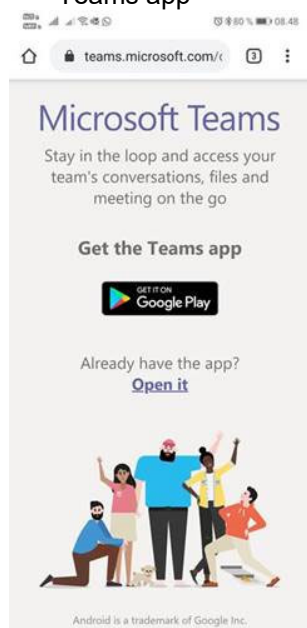 Teams app
80 % 08.48
teams.microsoft.com/
3
Microsoft Teams
Stay in the loop and access your
team's conversations, files and
meeting on the go
Get the Teams app
GET IT ON
Google Play
Already have the app?
Open it
Android is a trademark of Google Inc.